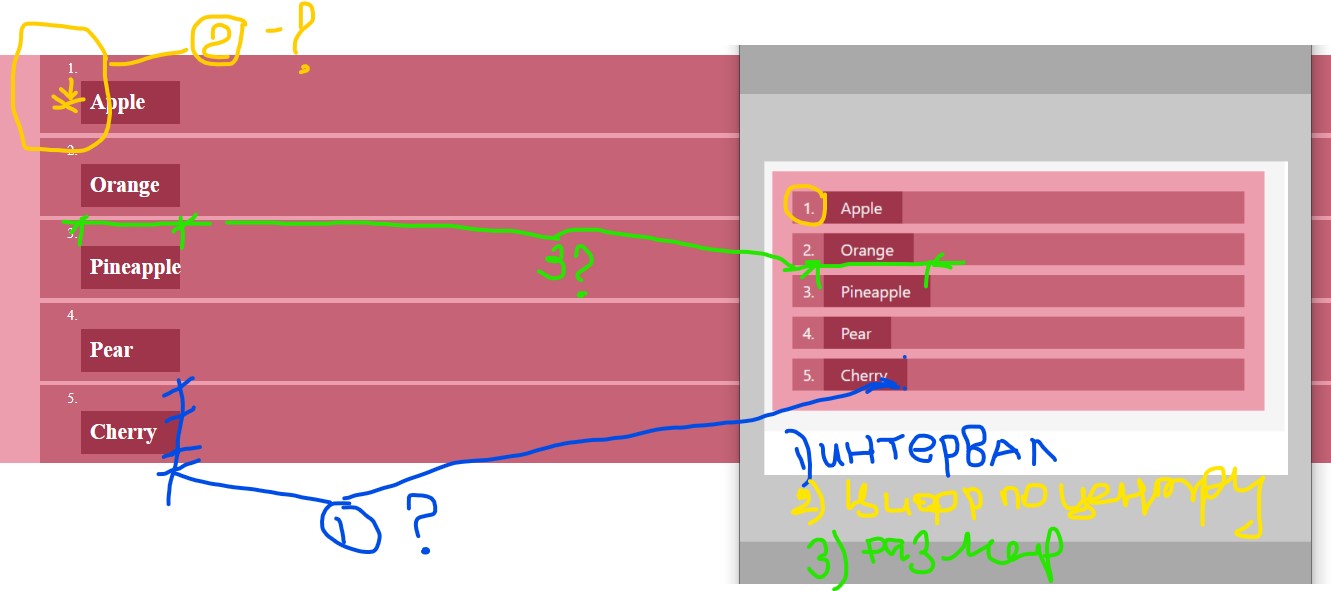 2 - ?
1.
Apple
2.
Orange
3.
Pineapple
4.
Pear
5.
Cherry
3?
1 ?
1. Apple
2. Orange
3. Pineapple
4. Pear
5. Cherry
1) интервал
2) цифр по центру
3) размер